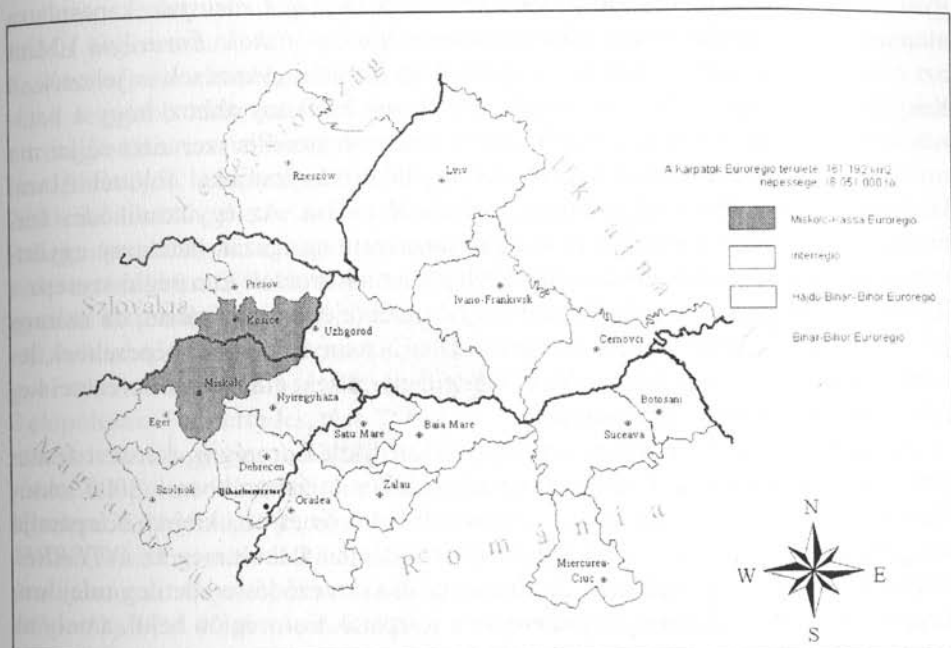 A Kárpátok Eurorégió területe: 161 192 km2
népessége: 16 051 000 fő
Miskolc-Kassa Eurorégió
Interregió
Hajdú-Bihar-Bihor Eurorégió
Bihar-Bihor Eurorégió
Rzeszów
Lviv
Ukrajna
Ivano-Frankivsk
Presov
Szlovákia
Kosice
Uzhgorod
Cernovci
Miskolc
Nyíregyháza
Botosani
Eger
Satu Mare
Baia Mare
Suceava
Debrecen
Szolnok
Zalau
Oradea
Románia
Miercurea-
Ciuc
N
W
E
S